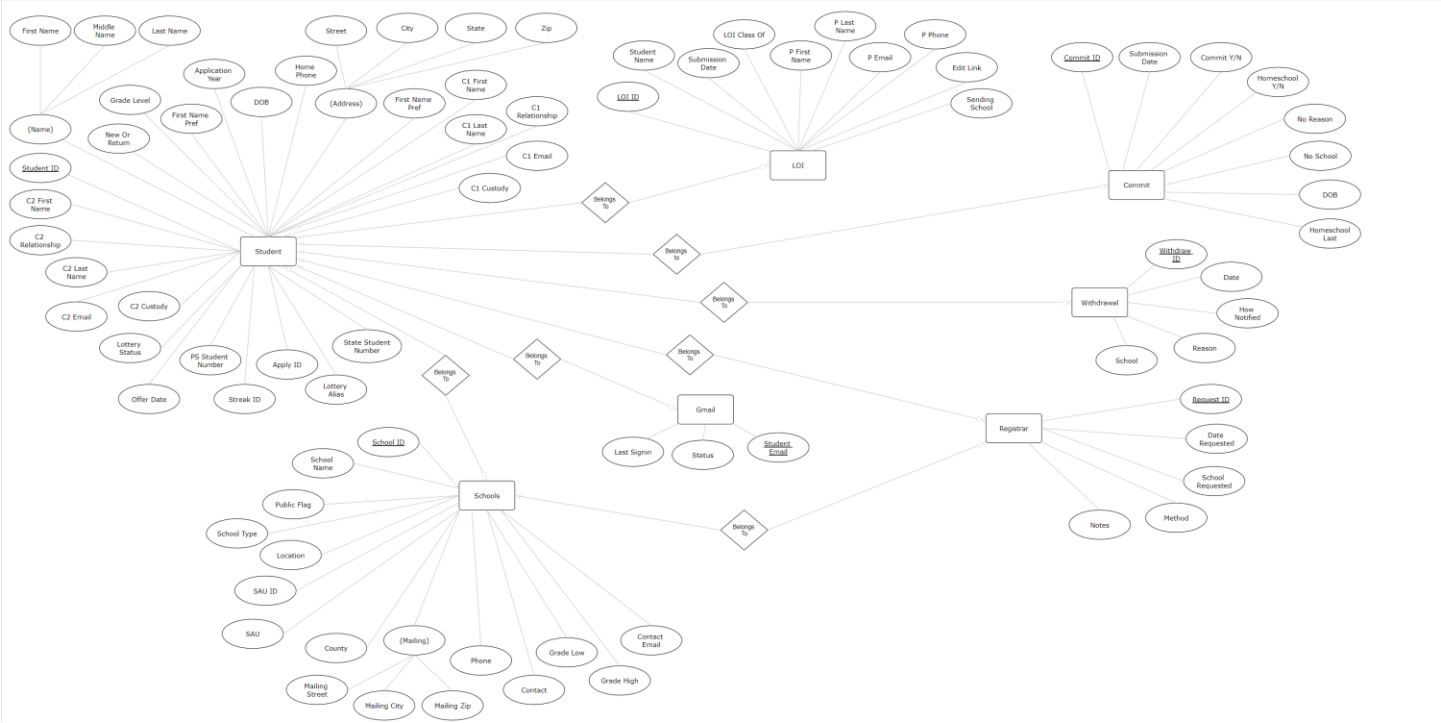 First Name
Middle
Name
Last Name
Street
City
State
Zip
Application
Year
Home
Phone
Grade Level
DOB
(Address)
First Name
Pref
C1 First
Name
C1
Relationship
First Name
Pref
(Name)
New Or
Return
C1 Last
Name
C1 Email
Student ID
C1 Custody
C2 First
Name
C2
Relationship
Student
C2 Last
Name
C2 Email
C2 Custody
Lottery
Status
PS Student
Number
Apply ID
State Student
Number
Offer Date
Streak ID
Lottery
Alias
Student
Name
Submission
Date
LOI Class Of
P First
Name
P Last
Name
P Email
P Phone
Edit Link
Sending
School
LOI ID
LOI
Belongs
To
Commit ID
Submission
Date
Commit Y/N
Homeschool
Y/N
No Reason
No School
DOB
Homeschool
Last
Commit
Belongs
to
Withdraw
ID
Date
How
Notified
Reason
School
Withdrawal
Belongs
To
Belongs
To
Belongs
To
Belongs
To
Gmail
Last Signin
Status
Student
Email
Registrar
Request ID
Date
Requested
School
Requested
Method
Notes
School ID
School
Name
Public Flag
School Type
Location
SAU ID
SAU
Schools
Belongs
To
County
(Mailing)
Mailing
Street
Mailing City
Mailing Zip
Phone
Contact
Grade Low
Grade High
Contact
Email